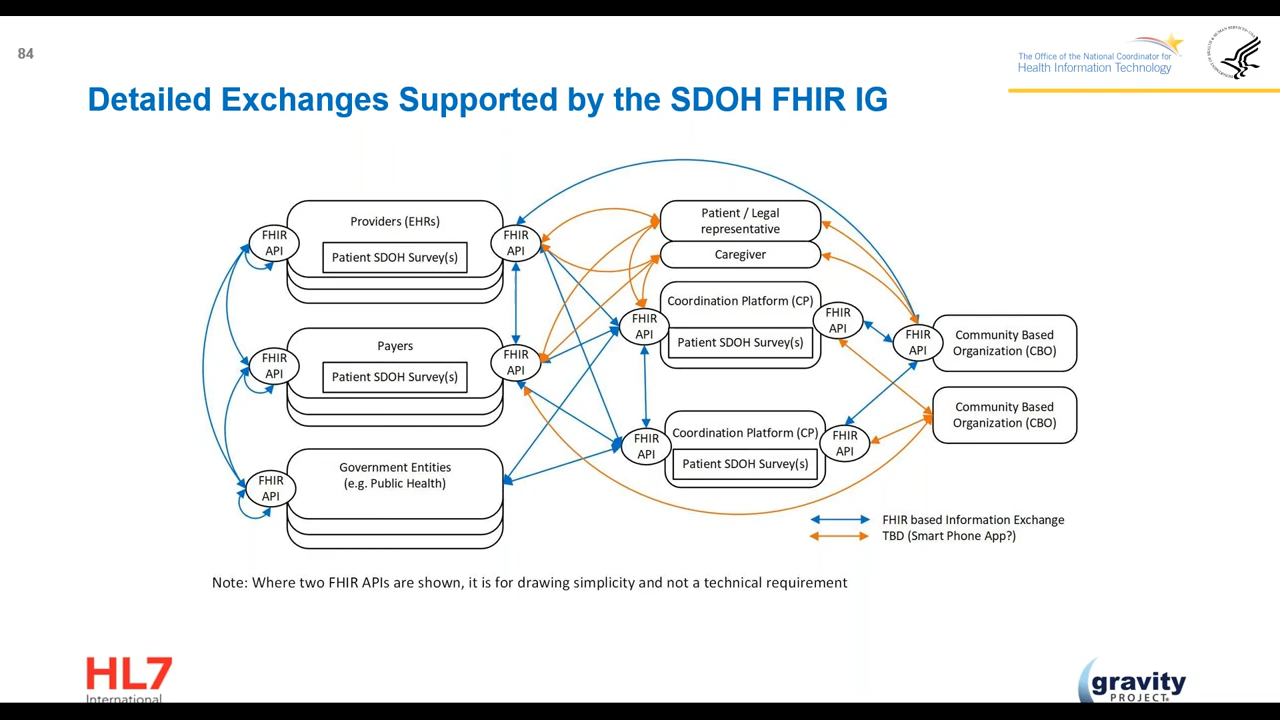 84
The Office of the National Coordinator for
Health Information Technology
Detailed Exchanges Supported by the SDOH FHIR IG
Providers (EHRs)
Patient SDOH Survey(s)
FHIR
API
FHIR
API
Patient / Legal
representative
Caregiver
Coordination Platform (CP)
Patient SDOH Survey(s)
FHIR
API
FHIR
API
FHIR
API
Community Based
Organization (CBO)
Payers
Patient SDOH Survey(s)
FHIR
API
FHIR
API
Community Based
Organization (CBO)
Coordination Platform (CP)
Patient SDOH Survey(s)
FHIR
API
FHIR
API
Government Entities
(e.g. Public Health)
FHIR
API
FHIR based Information Exchange
TBD (Smart Phone App?)
Note: Where two FHIR APIs are shown, it is for drawing simplicity and not a technical requirement
HL7
International
gravity
PROJECT